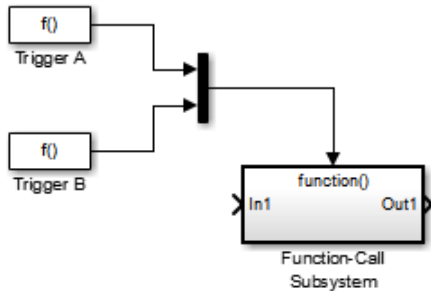 f()
Trigger A
f()
Trigger B
function()
In1 Out1
Function-Call
Subsystem